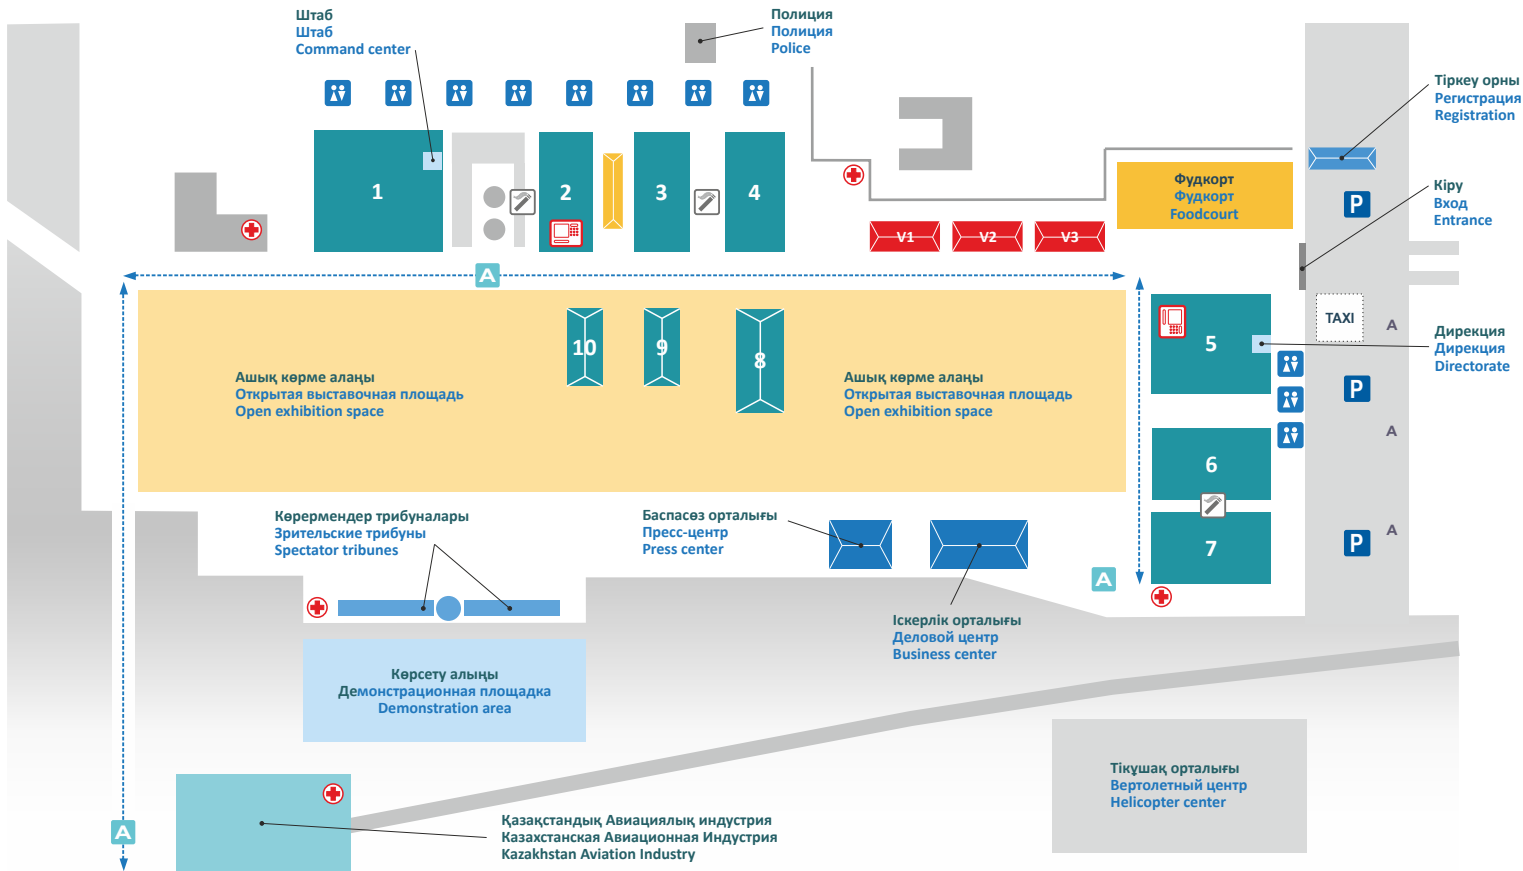 Штаб
Штаб
Command center
Полиция
Полиция
Police
Тіркеу орны
Регистрация
Registration
1
2
3
4
Фудкорт
Фудкорт
Foodcourt
P
Кіру
Вход
Entrance
V1
V2
V3
A
TAXI
A
5
Дирекция
Дирекция
Directorate
10
9
8
Ашық көрме алаңы
Открытая выставочная площадь
Open exhibition space
Ашық көрме алаңы
Открытая выставочная площадь
Open exhibition space
P
A
6
Көрермендер трибуналары
Зрительские трибуны
Spectator tribunes
Баспасөз орталығы
Пресс-центр
Press center
7
P
A
A
Іскерлік орталығы
Деловой центр
Business center
Көрсету алыңы
Демонстрационная площадка
Demonstration area
Тікұшақ орталығы
Вертолетный центр
Helicopter center
A
Қазақстандық Авиациялық индустрия
Казахстанская Авиационная Индустрия
Kazakhstan Aviation Industry